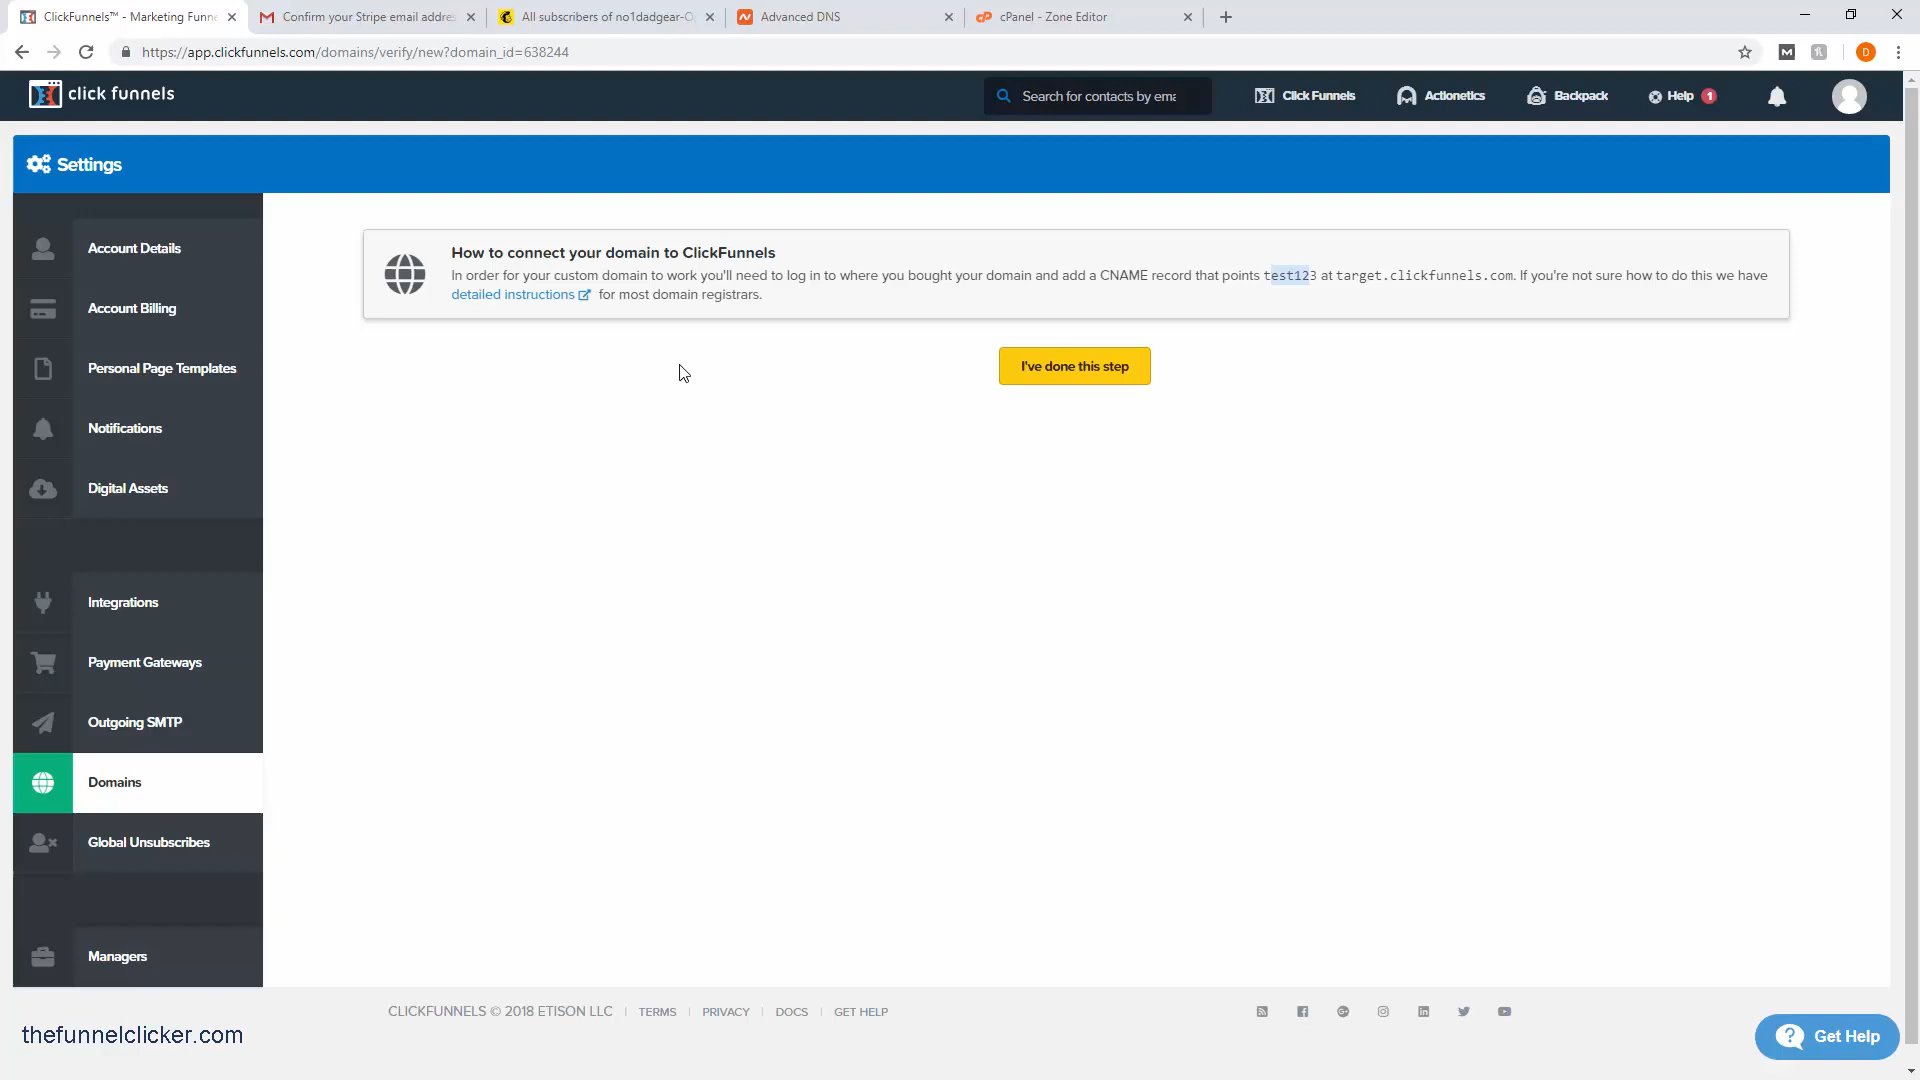 ClickFunnels™ - Marketing Funne
Confirm your Stripe email addre
All subscribers of no1dadgear-O
Advanced DNS
cPanel - Zone Editor
https://app.clickfunnels.com/domains/verify/new?domain_id=638244
D
click funnels
Search for contacts by ema
Click Funnels
Actionetics
Backpack
Help 1
Settings
Account Details
Account Billing
Personal Page Templates
Notifications
Digital Assets
Integrations
Payment Gateways
Outgoing SMTP
Domains
Global Unsubscribes
Managers
How to connect your domain to ClickFunnels
In order for your custom domain to work you'll need to log in to where you bought your domain and add a CNAME record that points test123 at target.clickfunnels.com. If you're not sure how to do this we have
detailed instructions for most domain registrars.
I've done this step
CLICKFUNNELS © 2018 ETISON LLC | TERMS | PRIVACY | DOCS | GET HELP
thefunnelclicker.com
? Get Help